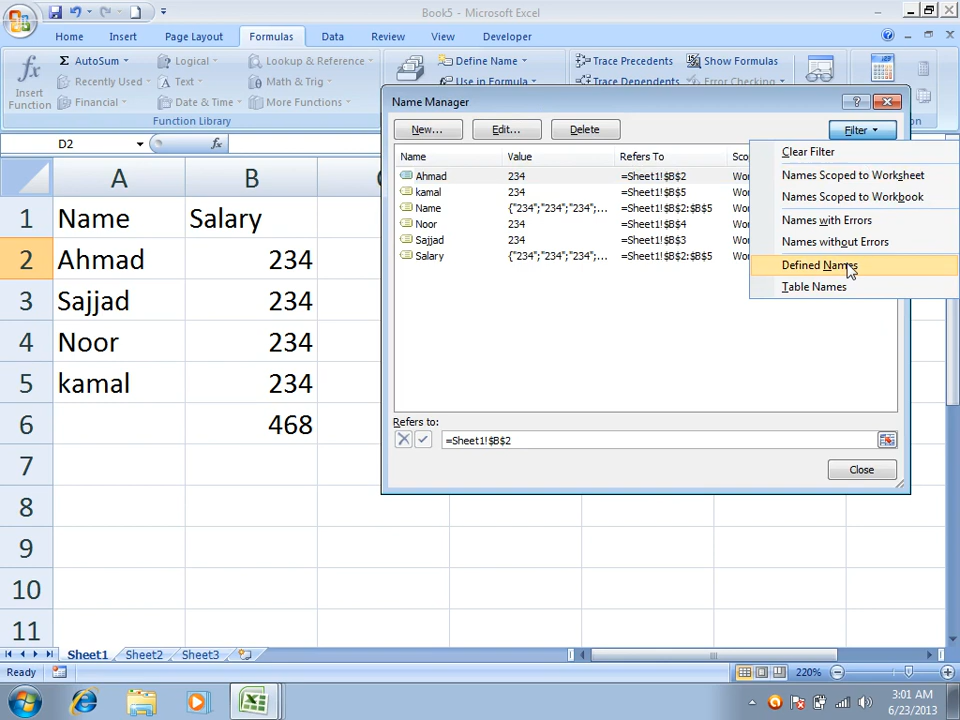 Book5 - Microsoft Excel
Home Insert Page Layout Formulas Data Review View Developer
Insert Function
AutoSum
Recently Used
Financial
Logical
Text
Date & Time
Lookup & Reference
Math & Trig
More Functions
Function Library
Define Name
Use in Formula
Trace Precedents
Trace Dependents
Show Formulas
Error Checking
D2
fx
A B
1 Name Salary
2 Ahmad 234
3 Sajjad 234
4 Noor 234
5 kamal 234
6 468
7
8
9
10
11
Name Manager
New... Edit... Delete Filter
Name Value Refers To
Ahmad 234 =Sheet1!$B$2 Wor
kamal 234 =Sheet1!$B$5 Wor
Name {"234";"234";"234";... =Sheet1!$B$2:$B$5 Wor
Noor 234 =Sheet1!$B$4 Wor
Sajjad 234 =Sheet1!$B$3 Wor
Salary {"234";"234";"234";... =Sheet1!$B$2:$B$5 Wor
Clear Filter
Names Scoped to Worksheet
Names Scoped to Workbook
Names with Errors
Names without Errors
Defined Names
Table Names
Refers to:
=Sheet1!$B$2
Close
Sheet1 Sheet2 Sheet3
Ready 220%
3:01 AM
6/23/2013